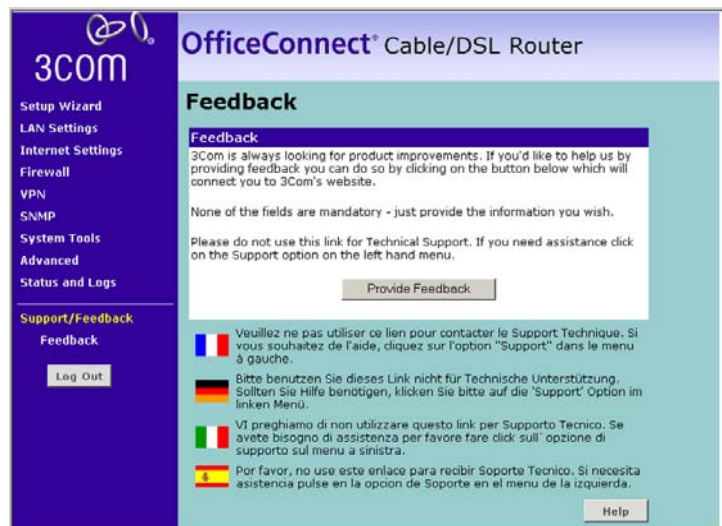 3COM
OfficeConnect® Cable/DSL Router
Setup Wizard
LAN Settings
Internet Settings
Firewall
VPN
SNMP
System Tools
Advanced
Status and Logs
Support/Feedback
Feedback
Log Out
Feedback
Feedback
3Com is always looking for product improvements. If you'd like to help us by
providing feedback you can do so by clicking on the button below which will
connect you to 3Com's website.
None of the fields are mandatory - just provide the information you wish.
Please do not use this link for Technical Support. If you need assistance click
on the Support option on the left hand menu.
Provide Feedback
Veuillez ne pas utiliser ce lien pour contacter le Support Technique. Si
vous souhaitez de l'aide, cliquez sur l'option "Support" dans le menu
à gauche.
Bitte benutzen Sie dieses Link nicht für Technische Unterstützung.
Sollten Sie Hilfe benötigen, klicken Sie bitte auf die 'Support' Option im
linken Menü.
VI preghiamo di non utilizzare questo link per Supporto Tecnico. Se
avete bisogno di assistenza per favore fare click sull` opzione di
supporto sul menu a sinistra.
Por favor, no use este enlace para recibir Soporte Tecnico. Si necesita
asistencia pulse en la opcion de Soporte en el menu de la izquierda.
Help